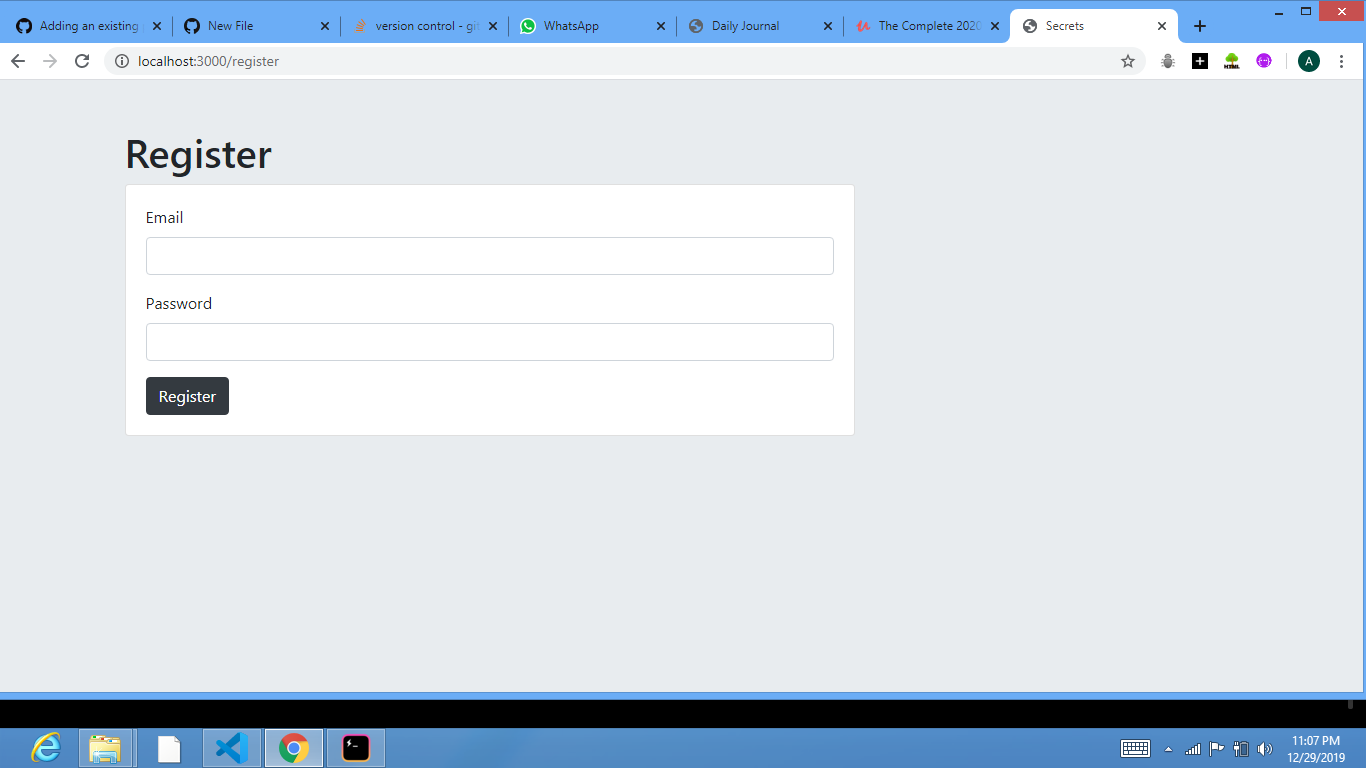 Adding an existing
New File
version control - git
WhatsApp
Daily Journal
The Complete 2020
Secrets
localhost:3000/register
HTML
A
Register
Email
Password
Register
11:07 PM
12/29/2019